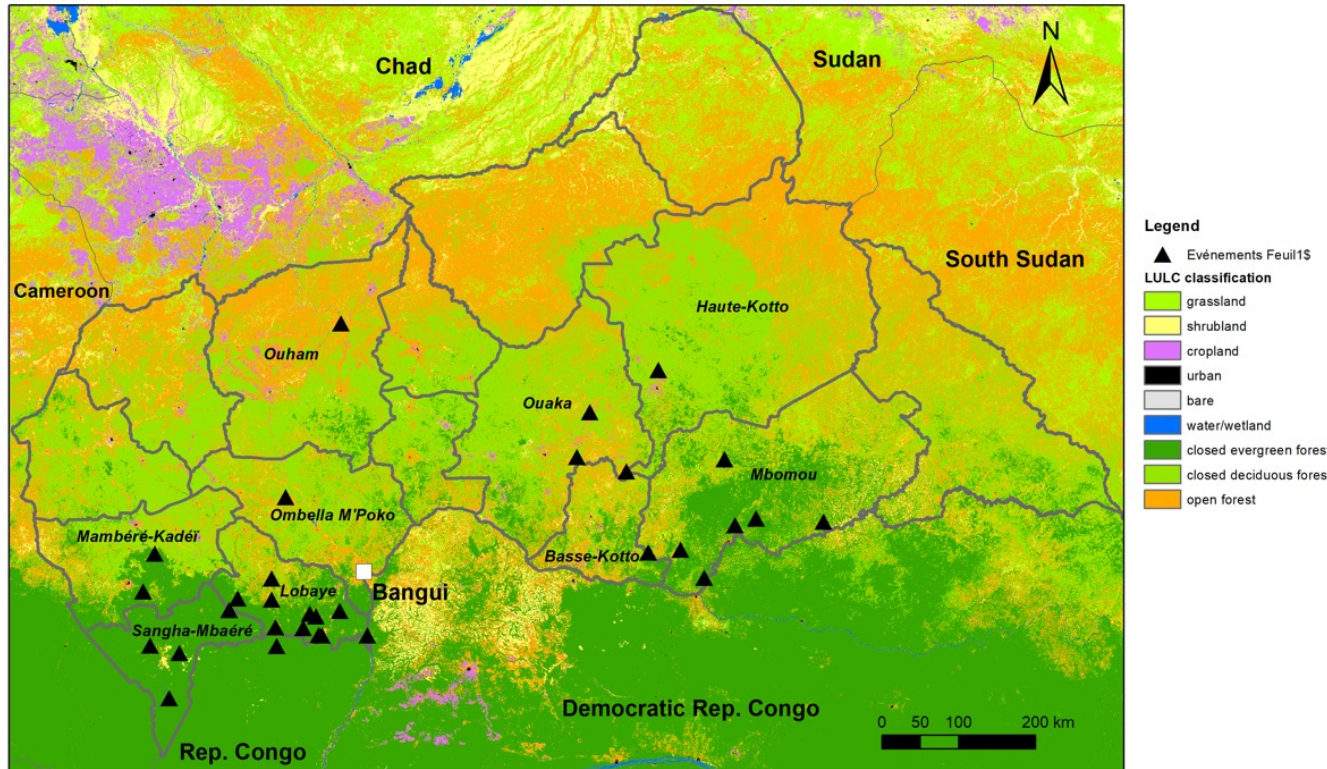 Chad
Sudan
N
Cameroon
South Sudan
Haute-Kotto
Ouham
Ouaka
Mbomou
Ombella M'Poko
Mambéré-Kadéï
Basse-Kotto
Lobaye
Bangui
Sangha-Mbaéré
Democratic Rep. Congo
Rep. Congo
0 50 100 200 km
Legend
Evénements Feuil1$
LULC classification
grassland
shrubland
cropland
urban
bare
water/wetland
closed evergreen fores
closed deciduous fores
open forest